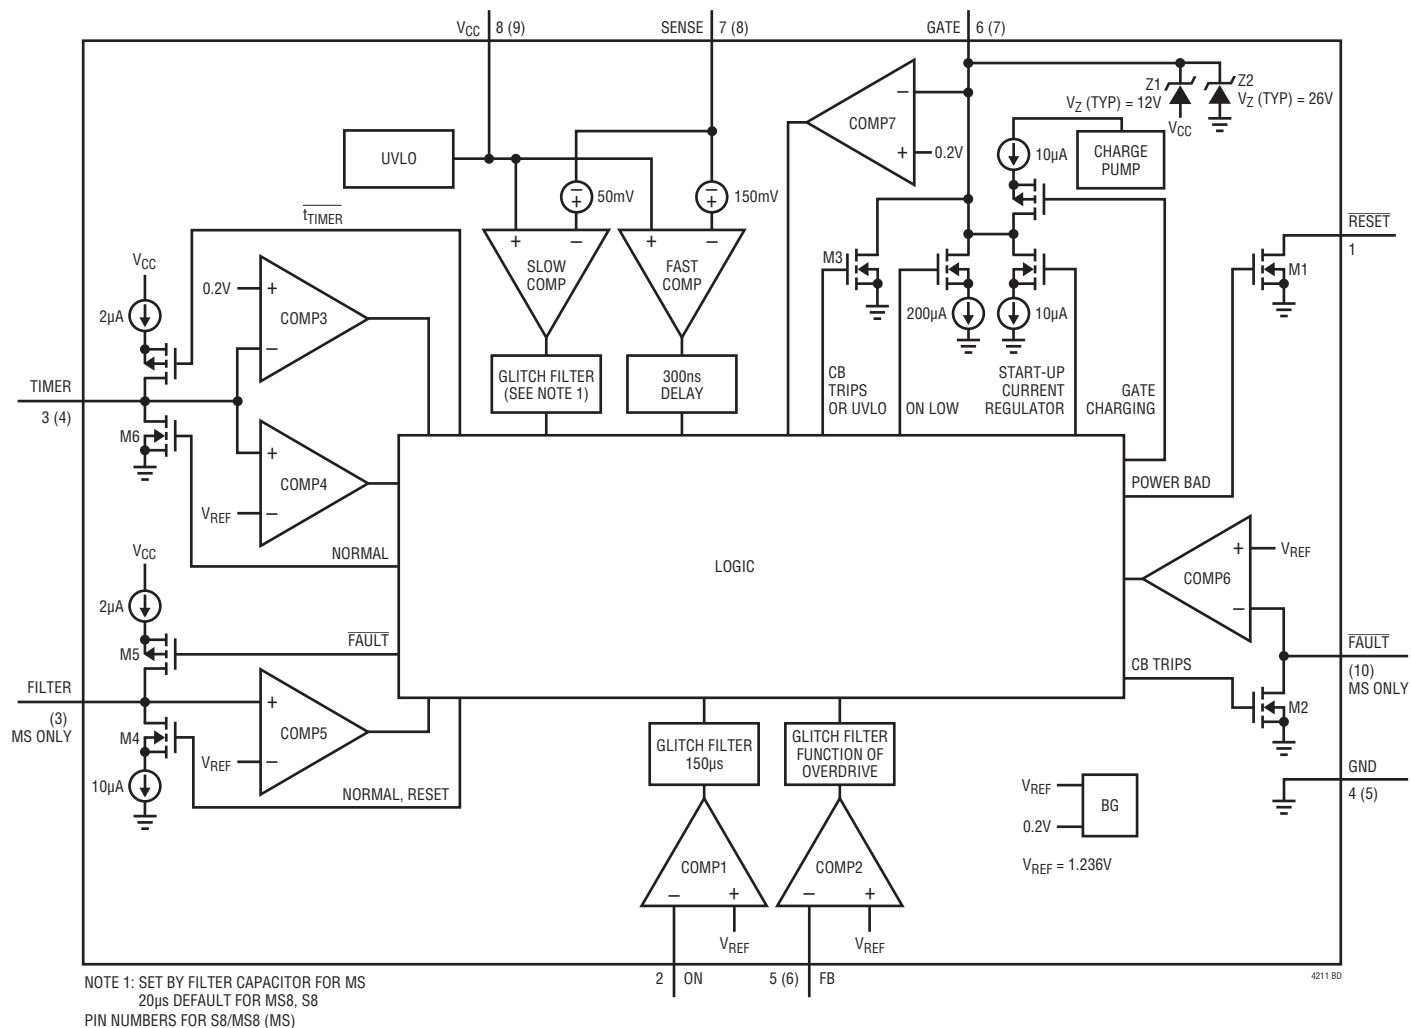 VCC 8 (9)
SENSE 7 (8)
GATE 6 (7)
Z1
VZ (TYP) = 12V
VCC
Z2
VZ (TYP) = 26V
COMP7
–
+
0.2V
10µA
CHARGE
PUMP
UVLO
–
+
50mV
–
+
150mV
tTIMER
RESET
1
M1
VCC
2µA
0.2V
+
COMP3
–
+ –
SLOW
COMP
+ –
FAST
COMP
M3
200µA
10µA
GLITCH FILTER
(SEE NOTE 1)
300ns
DELAY
CB
TRIPS
OR UVLO
ON LOW
START-UP
CURRENT
REGULATOR
GATE
CHARGING
TIMER
3 (4)
M6
+
COMP4
VREF
–
NORMAL
POWER BAD
LOGIC
+
VREF
COMP6
–
VCC
2µA
M5
FAULT
CB TRIPS
FAULT
(10)
MS ONLY
M2
FILTER
(3)
MS ONLY
M4
10µA
+
COMP5
VREF
–
NORMAL, RESET
GLITCH FILTER
150µs
GLITCH FILTER
FUNCTION OF
OVERDRIVE
GND
4 (5)
VREF
0.2V
BG
VREF = 1.236V
COMP1
– +
VREF
COMP2
– +
VREF
2 ON
5 (6) FB
4211 BD
NOTE 1: SET BY FILTER CAPACITOR FOR MS
20µs DEFAULT FOR MS8, S8
PIN NUMBERS FOR S8/MS8 (MS)